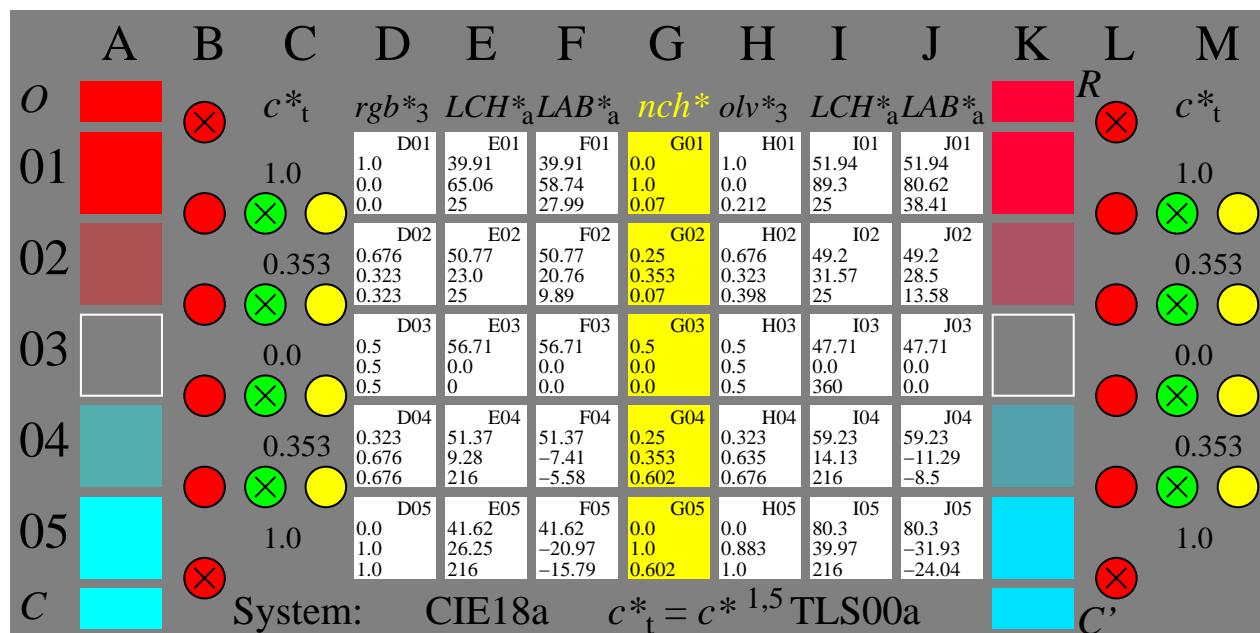 A B C D E F G H I J K L M
O c*t rgb*3 LCH*a LAB*a nch* olv*3 LCH*a LAB*a R c*t
D01 E01 F01 G01 H01 I01 J01
01 1.0 39.91 39.91 0.0 1.0 51.94 51.94
1.0 0.0 65.06 58.74 1.0 0.0 89.3 80.62 1.0
0.0 25 27.99 0.07 0.212 25 38.41
D02 E02 F02 G02 H02 I02 J02
02 0.676 50.77 50.77 0.25 0.676 49.2 49.2
0.353 0.323 23.0 20.76 0.353 0.323 31.57 28.5 0.353
0.323 25 9.89 0.07 0.398 25 13.58
D03 E03 F03 G03 H03 I03 J03
03 0.5 56.71 56.71 0.5 0.5 47.71 47.71
0.0 0.5 0.0 0.0 0.0 0.5 0.0 0.0 0.0
0.5 0 0.0 0.0 0.5 360 0.0
D04 E04 F04 G04 H04 I04 J04
04 0.323 51.37 51.37 0.25 0.323 59.23 59.23
0.353 0.676 9.28 −7.41 0.353 0.635 14.13 −11.29 0.353
0.676 216 −5.58 0.602 0.676 216 −8.5
D05 E05 F05 G05 H05 I05 J05
05 0.0 41.62 41.62 0.0 0.0 80.3 80.3
1.0 1.0 26.25 −20.97 1.0 0.883 39.97 −31.93 1.0
1.0 216 −15.79 0.602 1.0 216 −24.04
C System: CIE18a c*t = c* 1,5 TLS00a C'